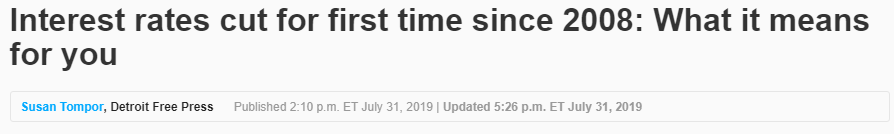 Interest rates cut for first time since 2008: What it means
for you
Susan Tompor, Detroit Free Press Published 2:10 p.m. ET July 31, 2019 | Updated 5:26 p.m. ET July 31, 2019